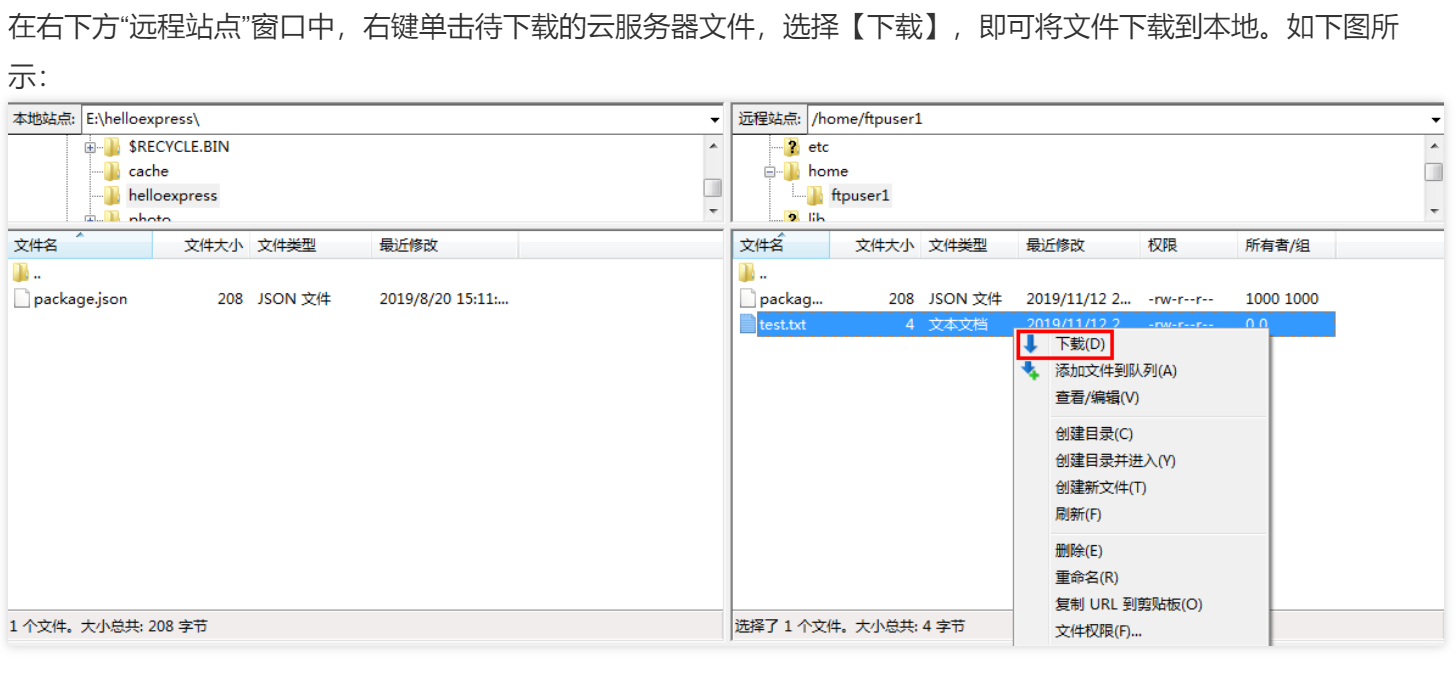 在右下方“远程站点”窗口中，右键单击待下载的云服务器文件，选择【下载】，即可将文件下载到本地。如下图所
示：
本地站点: E:\helloexpress\
$RECYCLE.BIN
cache
helloexpress
photo
文件名 文件大小 文件类型 最近修改
..
package.json 208 JSON 文件 2019/8/20 15:11:...
1 个文件。大小总共: 208 字节
远程站点: /home/ftpuser1
etc
home
ftpuser1
lib
文件名 文件大小 文件类型 最近修改 权限 所有者/组
..
packag... 208 JSON 文件 2019/11/12 2... -rw-r--r-- 1000 1000
test.txt 4 文本文档 2019/11/12 2... -rw-r--r-- 0 0
下载(D)
添加文件到队列(A)
查看/编辑(V)
创建目录(C)
创建目录并进入(Y)
创建新文件(T)
刷新(F)
删除(E)
重命名(R)
复制 URL 到剪贴板(O)
文件权限(F)...
选择了 1 个文件。大小总共: 4 字节